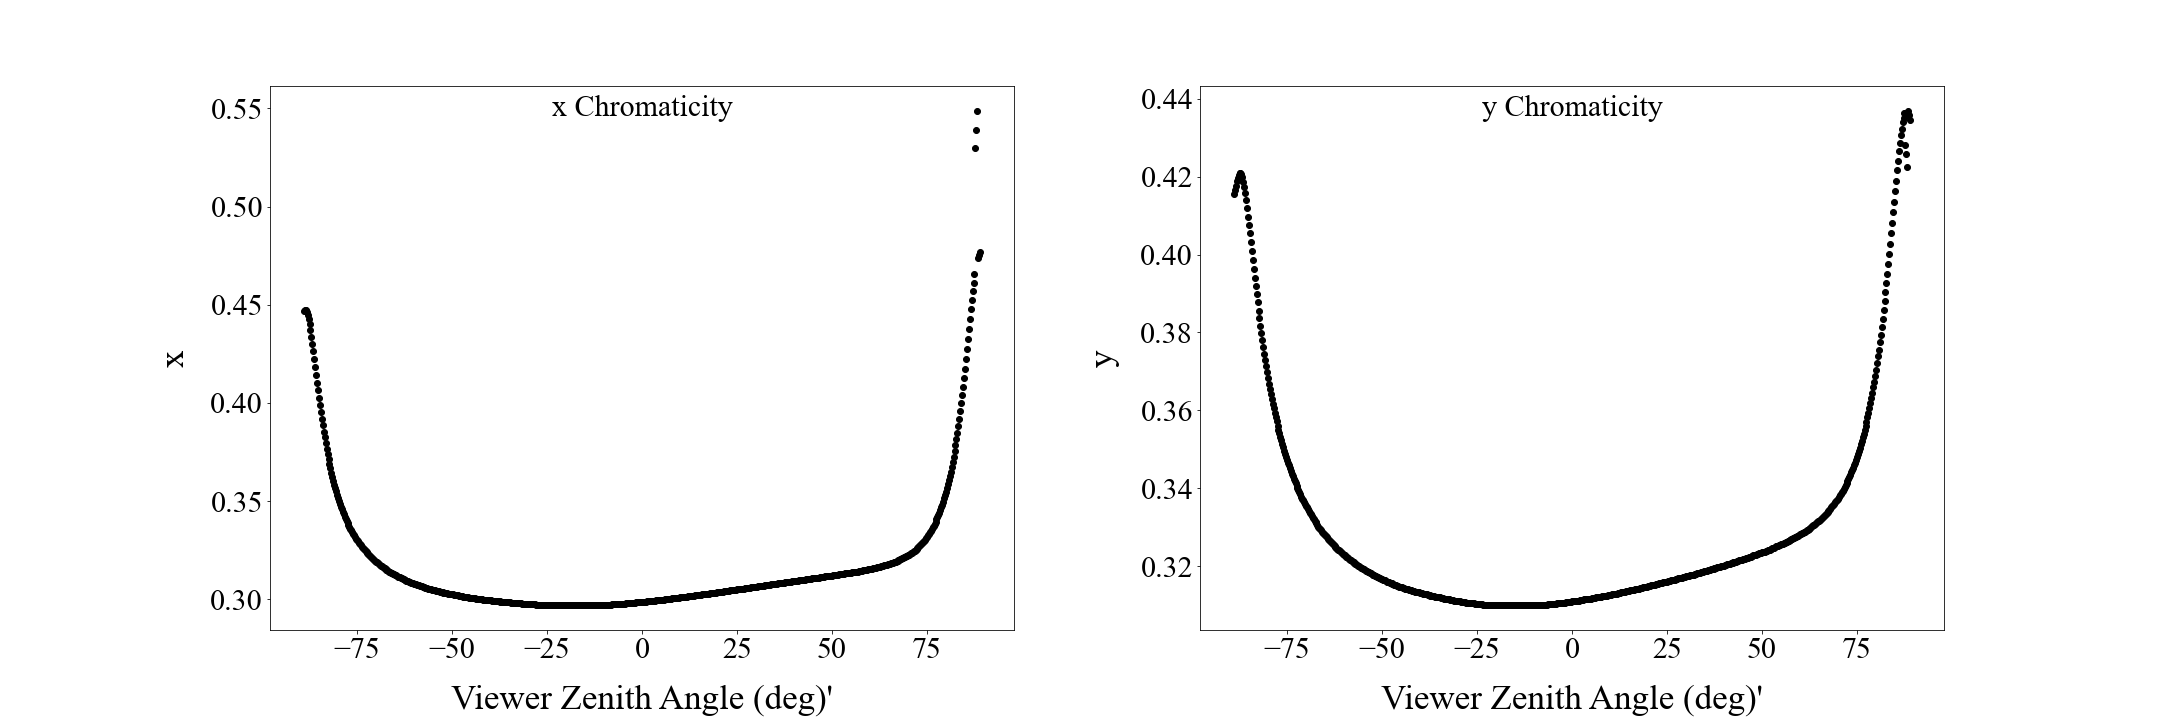 x Chromaticity
0.55
0.50
0.45
0.40
0.35
0.30
x
−75 −50 −25 0 25 50 75
Viewer Zenith Angle (deg)'
y Chromaticity
0.44
0.42
0.40
0.38
0.36
0.34
0.32
y
−75 −50 −25 0 25 50 75
Viewer Zenith Angle (deg)'